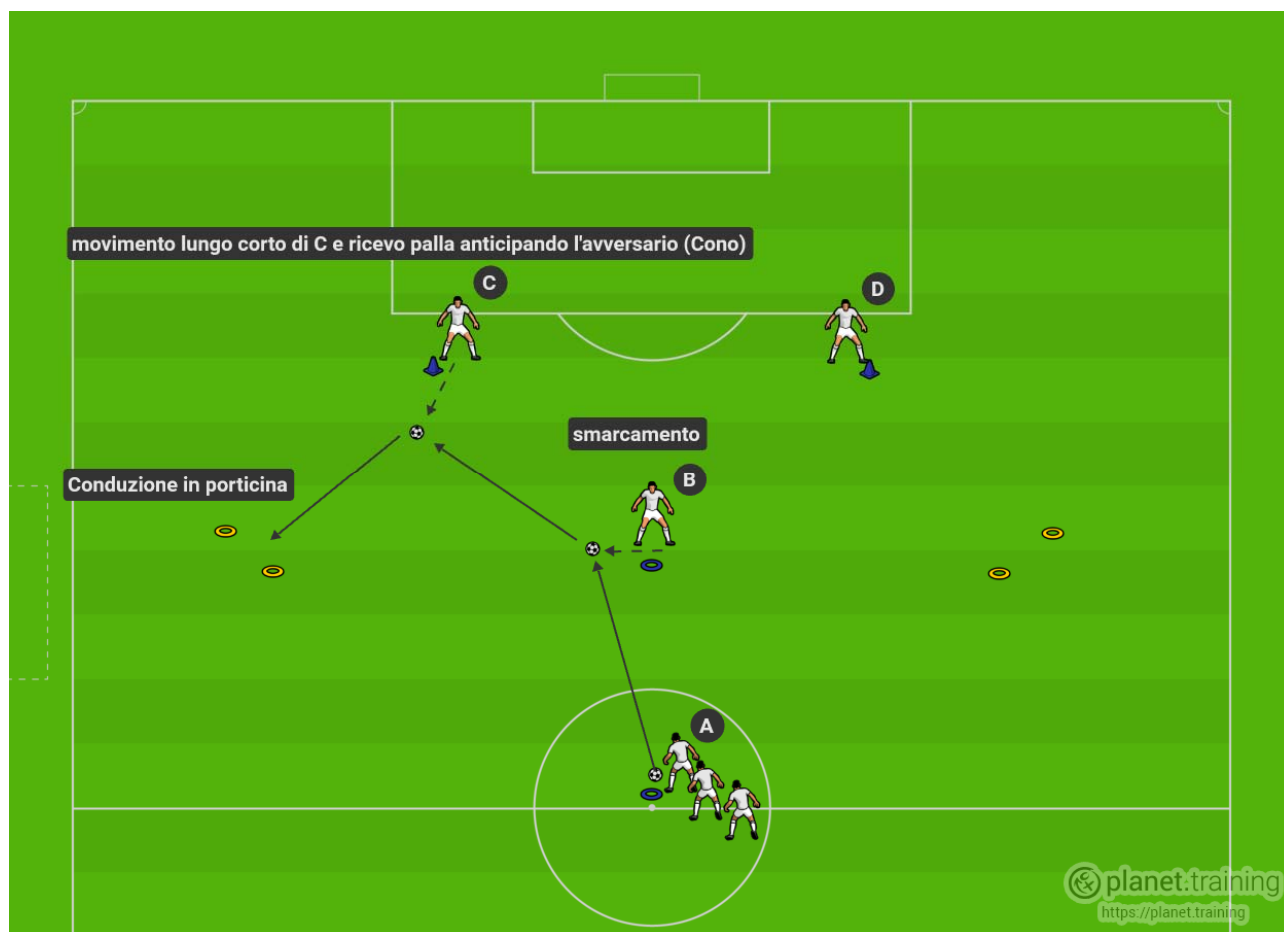 movimento lungo corto di C e ricevo palla anticipando l'avversario (Cono)
C
D
smarcamento
B
Conduzione in porticina
A
planet.training
https://planet.training